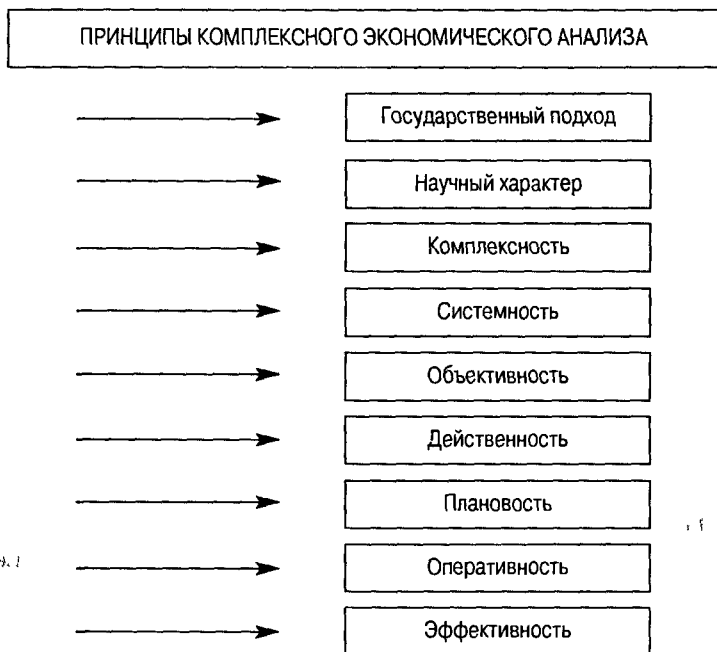 ПРИНЦИПЫ КОМПЛЕКСНОГО ЭКОНОМИЧЕСКОГО АНАЛИЗА
Государственный подход
Научный характер
Комплексность
Системность
Объективность
Действенность
Плановость
Оперативность
Эффективность